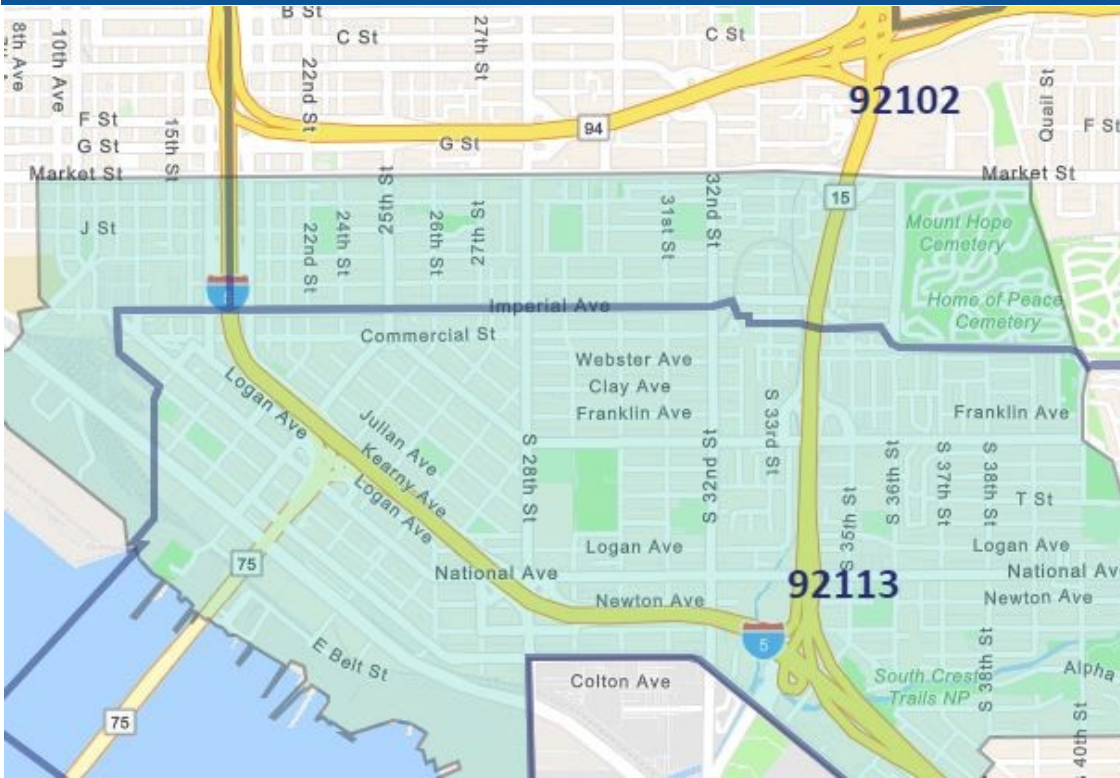 B St
C St
C St
8th Ave
10th Ave
15th St
22nd St
27th St
Quail St
92102
F St
G St
F St
94
G St
Market St
Market St
15
J St
22nd St
24th St
25th St
26th St
27th St
31st St
32nd St
Mount Hope
Cemetery
Home of Peace
Cemetery
Imperial Ave
Commercial St
Webster Ave
Clay Ave
Franklin Ave
Franklin Ave
Logan Ave
Julian Ave
Kearny Ave
Logan Ave
S 28th St
S 32nd St
S 33rd St
S 35th St
S 36th St
S 37th St
S 38th St
T St
Logan Ave
Logan Ave
75
National Ave
National Av
92113
Newton Ave
Newton Ave
5
E Belt St
Colton Ave
South Crest
Trails NP
S 38th St
Alpha
75
S 40th St